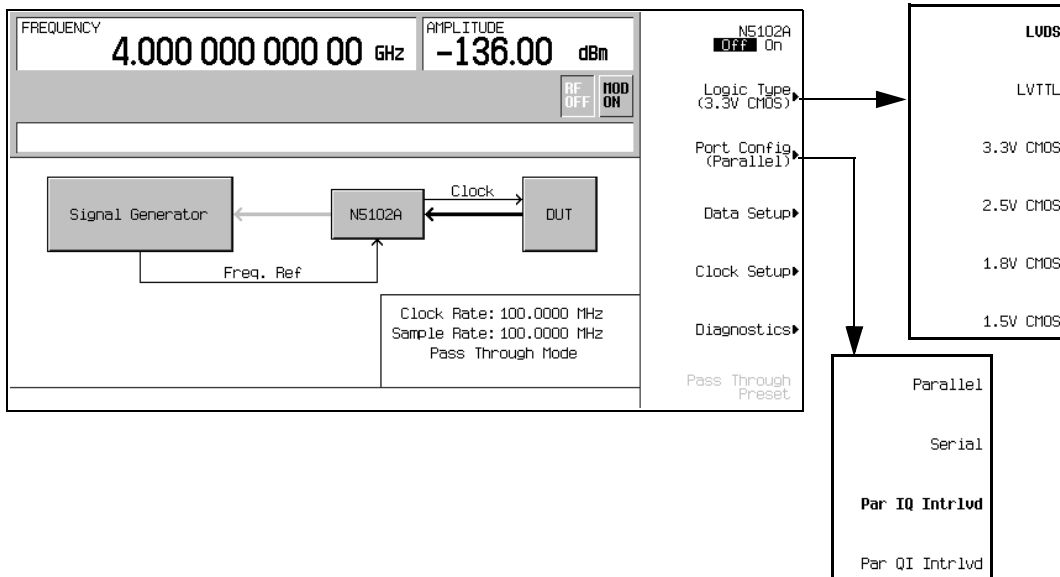 FREQUENCY
4.000 000 000 00 GHz
AMPLITUDE
-136.00 dBm
RF OFF
MOD ON
Signal Generator
N5102A
Clock
DUT
Freq. Ref
Clock Rate: 100.0000 MHz
Sample Rate: 100.0000 MHz
Pass Through Mode
N5102A
Off On
Logic Type
(3.3V CMOS)
Port Config
(Parallel)
Data Setup
Clock Setup
Diagnostics
Pass Through
Preset
LVDS
LVTTL
3.3V CMOS
2.5V CMOS
1.8V CMOS
1.5V CMOS
Parallel
Serial
Par IQ Intrlvd
Par QI Intrlvd